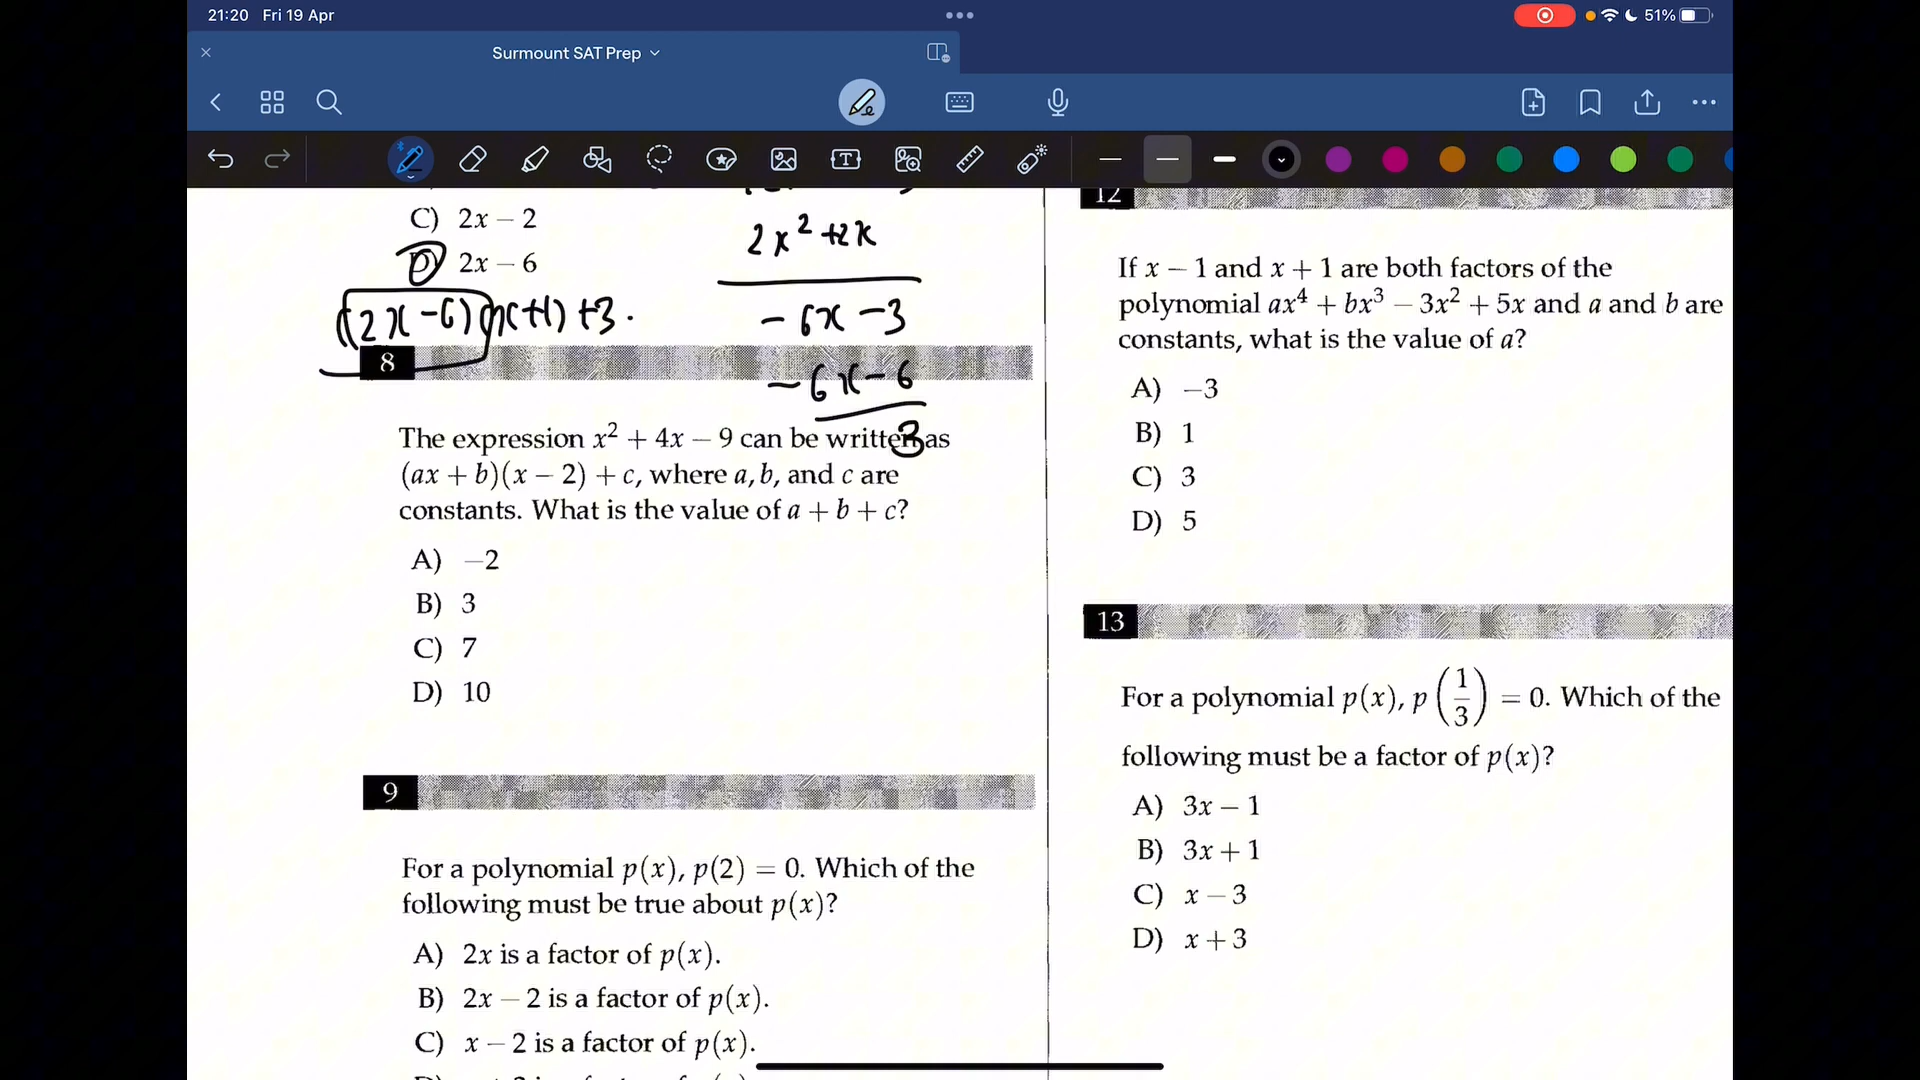 21:20 Fri 19 Apr
51%
Surmount SAT Prep
C) 2x − 2
D) 2x − 6
(2x − 6)(x+1) + 3.
2x² + 2x
− 6x − 3
− 6x − 6
3
8
The expression x² + 4x − 9 can be written as
(ax + b)(x − 2) + c, where a, b, and c are
constants. What is the value of a + b + c?
A) −2
B) 3
C) 7
D) 10
9
For a polynomial p(x), p(2) = 0. Which of the
following must be true about p(x)?
A) 2x is a factor of p(x).
B) 2x − 2 is a factor of p(x).
C) x − 2 is a factor of p(x).
12
If x − 1 and x + 1 are both factors of the
polynomial ax⁴ + bx³ − 3x² + 5x and a and b are
constants, what is the value of a?
A) −3
B) 1
C) 3
D) 5
13
For a polynomial p(x), p(1/3) = 0. Which of the
following must be a factor of p(x)?
A) 3x − 1
B) 3x + 1
C) x − 3
D) x + 3